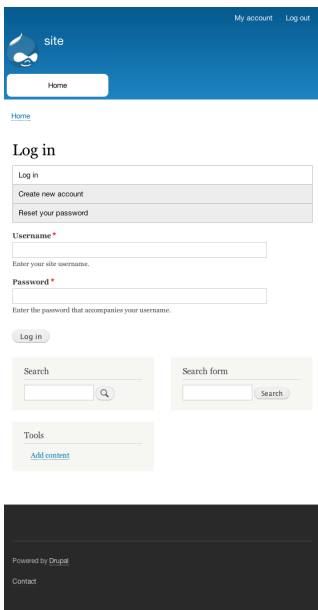 My account Log out
site
Home
Home
Log in
Log in
Create new account
Reset your password
Username *
Enter your site username.
Password *
Enter the password that accompanies your username.
Log in
Search
Search form
Search
Tools
Add content
Powered by Drupal
Contact